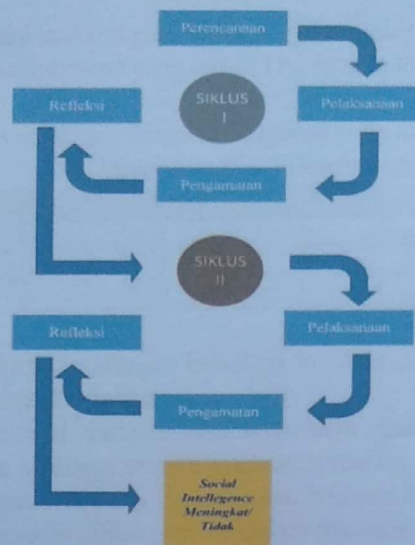 Perencanaan
Refleksi
SIKLUS
I
Pelaksanaan
Pengamatan
SIKLUS
II
Refleksi
Pelaksanaan
Pengamatan
Social
Intellegence
Meningkat/
Tidak